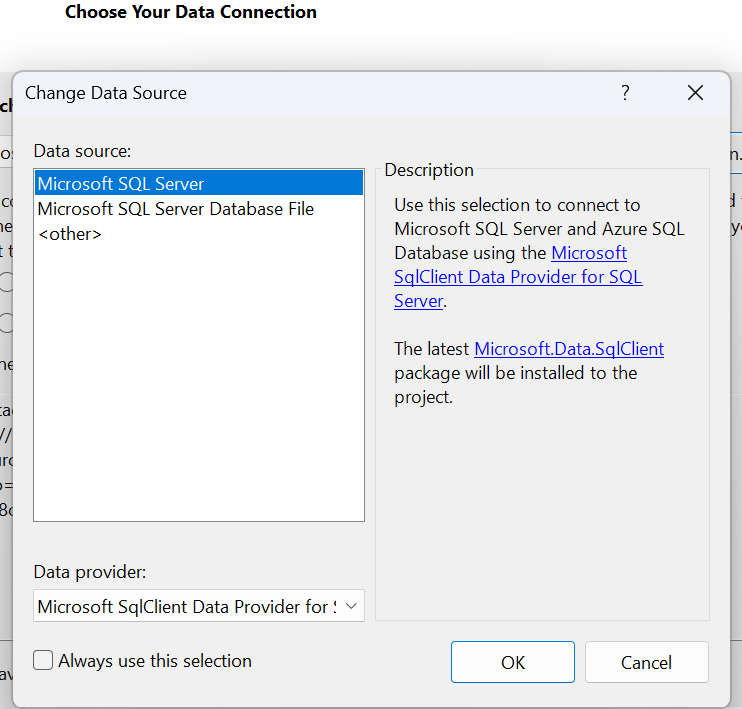 Choose Your Data Connection
Change Data Source
?
Data source:
Microsoft SQL Server
Microsoft SQL Server Database File
<other>
Description
Use this selection to connect to
Microsoft SQL Server and Azure SQL
Database using the Microsoft
SqlClient Data Provider for SQL
Server.
The latest Microsoft.Data.SqlClient
package will be installed to the
project.
Data provider:
Microsoft SqlClient Data Provider for
Always use this selection
OK
Cancel